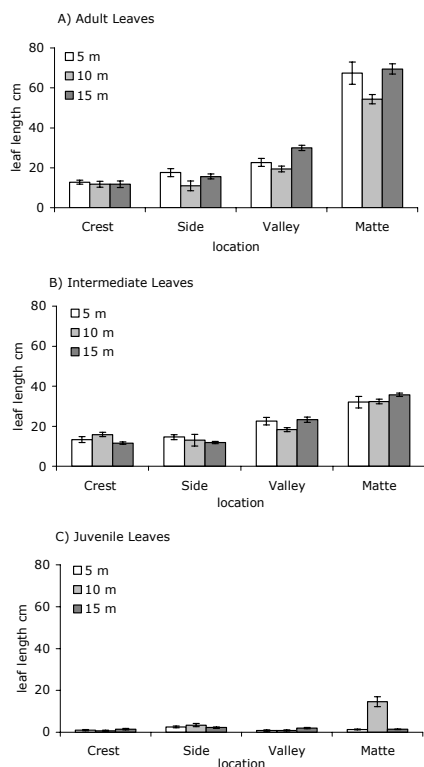 A) Adult Leaves
80
60
40
20
0
leaf length cm
5 m
10 m
15 m
Crest Side Valley Matte
location
B) Intermediate Leaves
80
60
40
20
0
leaf length cm
5 m
10 m
15 m
Crest Side Valley Matte
location
C) Juvenile Leaves
80
60
40
20
0
leaf length cm
5 m
10 m
15 m
Crest Side Valley Matte
location